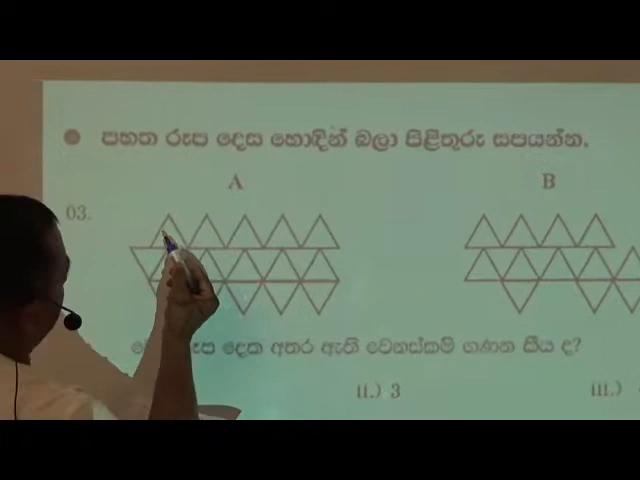 පහත රූප දෙස හොඳින් බලා පිළිතුරු සපයන්න.
A B
03.
රූප දෙක අතර ඇති වෙනස්කම් ගණන කීය ද?
ii.) 3 iii.)